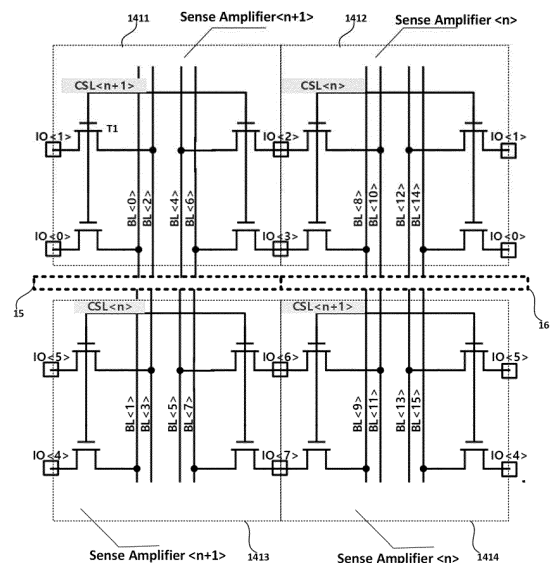 1411
Sense Amplifier<n+1>
1412
Sense Amplifier<n>
CSL<n+1>
CSL<n>
IO<1>
T1
IO<2>
IO<1>
BL<0>
BL<2>
BL<4>
BL<6>
BL<8>
BL<10>
BL<12>
BL<14>
IO<0>
IO<3>
IO<0>
15
16
CSL<n>
CSL<n+1>
IO<5>
IO<6>
IO<5>
BL<1>
BL<3>
BL<5>
BL<7>
BL<9>
BL<11>
BL<13>
BL<15>
IO<4>
IO<7>
IO<4>
Sense Amplifier <n+1>
1413
Sense Amplifier <n>
1414